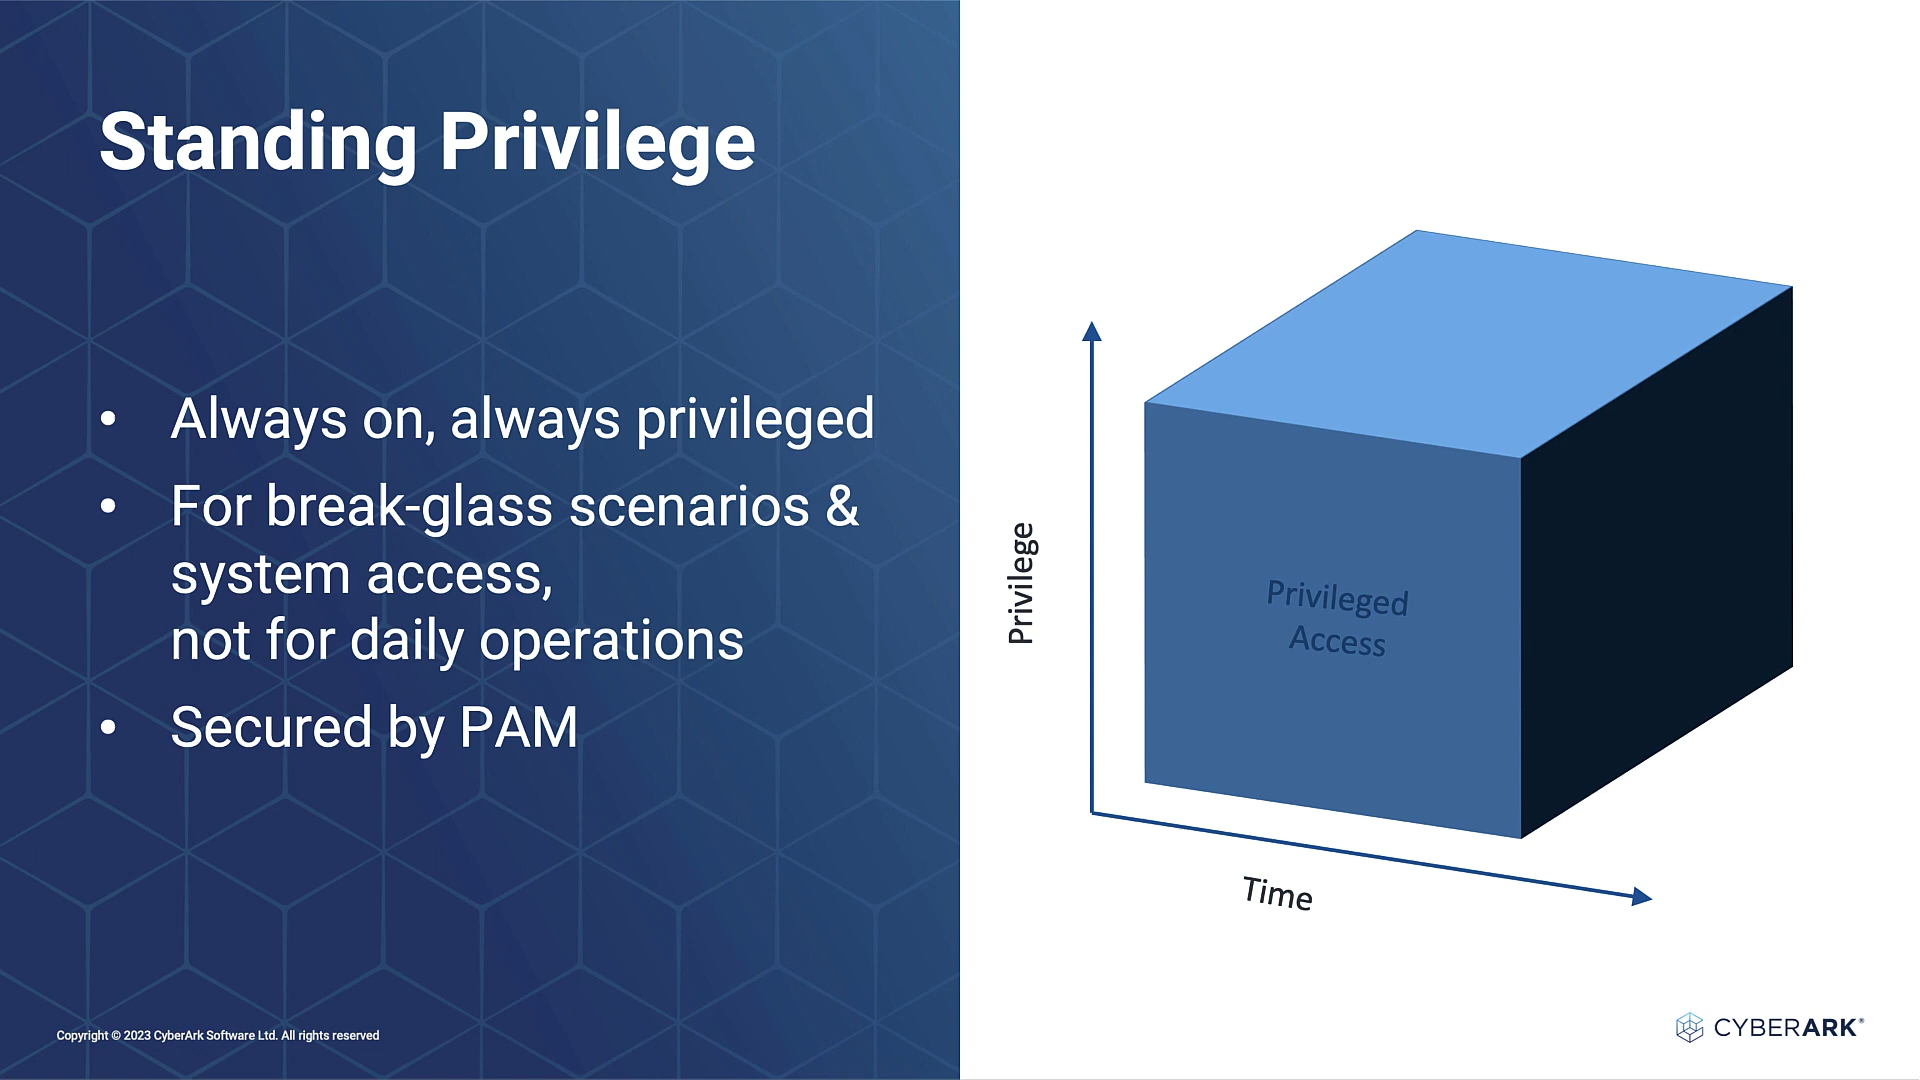 Standing Privilege
• Always on, always privileged
• For break-glass scenarios &
system access,
not for daily operations
• Secured by PAM
Copyright © 2023 CyberArk Software Ltd. All rights reserved
Privilege
Privileged
Access
Time
CYBERARK®